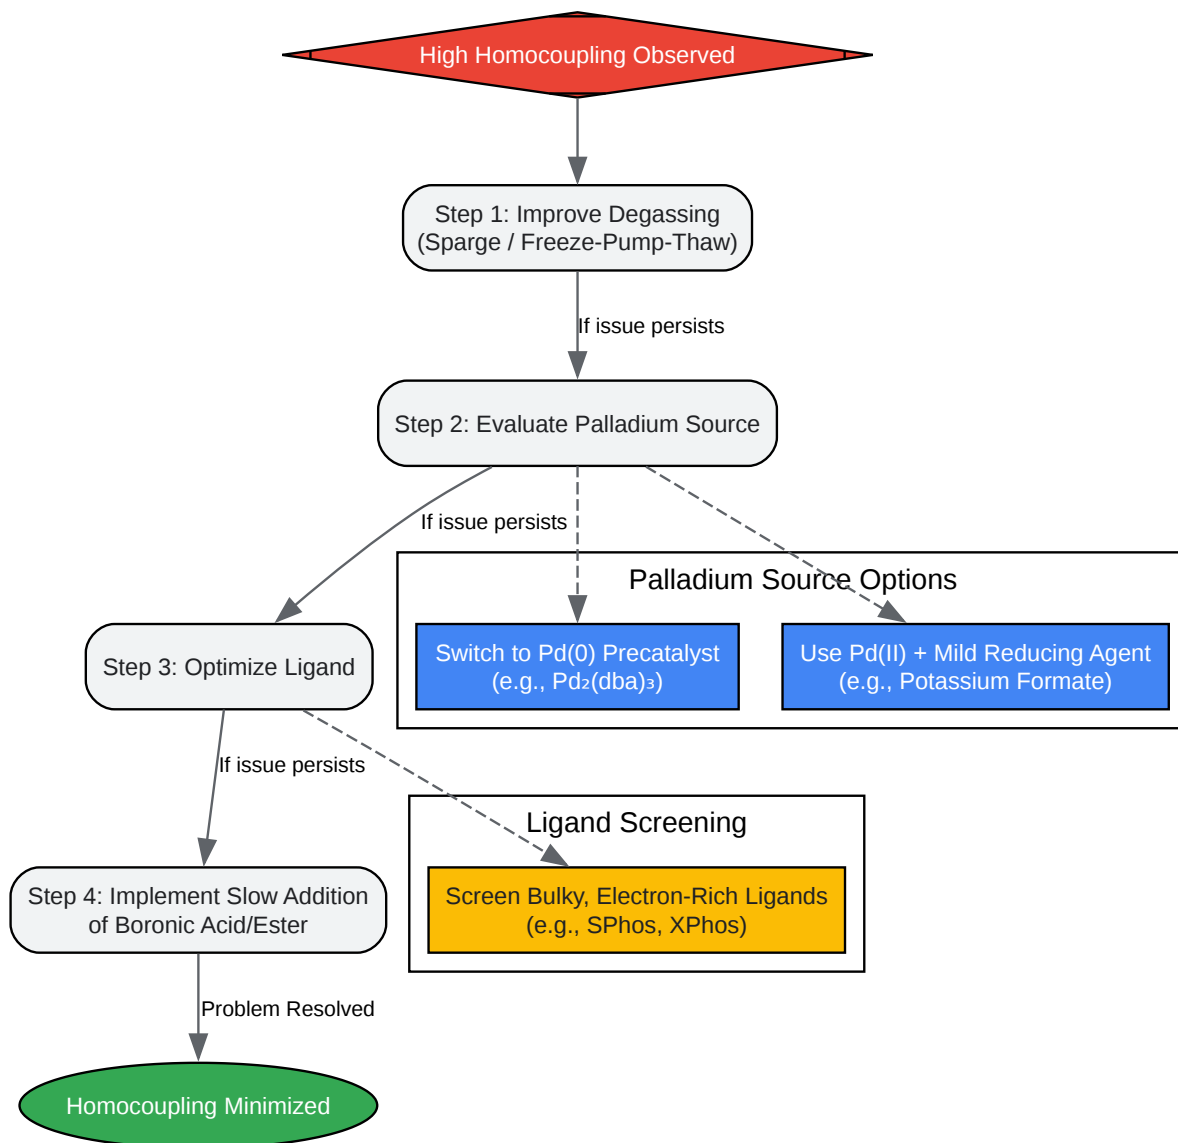 High Homocoupling Observed
Step 1: Improve Degassing
(Sparge / Freeze-Pump-Thaw)
If issue persists
Step 2: Evaluate Palladium Source
If issue persists
Palladium Source Options
Step 3: Optimize Ligand
Switch to Pd(0) Precatalyst
(e.g., Pd₂(dba)₃)
Use Pd(II) + Mild Reducing Agent
(e.g., Potassium Formate)
If issue persists
Ligand Screening
Step 4: Implement Slow Addition
of Boronic Acid/Ester
Screen Bulky, Electron-Rich Ligands
(e.g., SPhos, XPhos)
Problem Resolved
Homocoupling Minimized